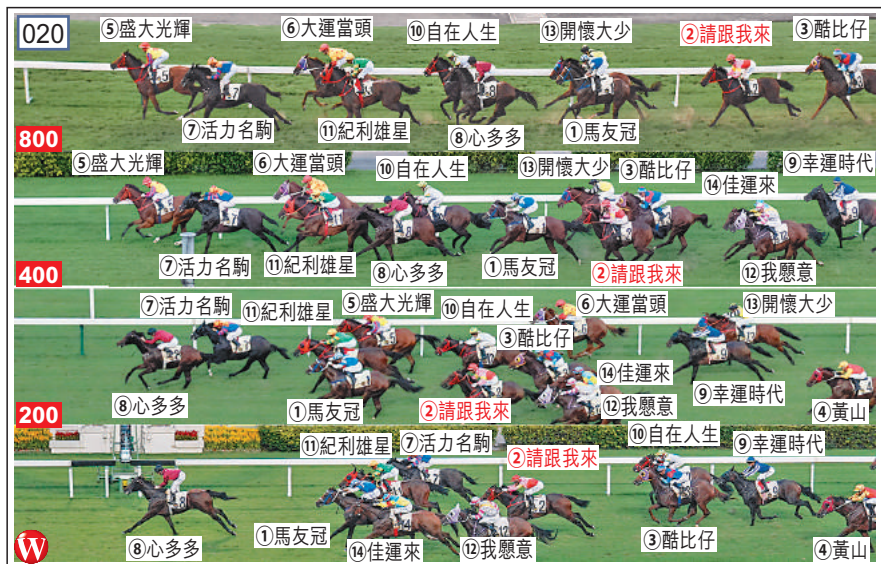 020
⑤盛大光輝 ⑥大運當頭 ⑩自在人生 ⑬開懷大少 ②請跟我來 ③酷比仔
⑦活力名駒 ⑪紀利雄星 ⑧心多多 ①馬友冠
800
⑤盛大光輝 ⑥大運當頭 ⑩自在人生 ⑬開懷大少 ③酷比仔 ⑭佳運來 ⑨幸運時代
⑦活力名駒 ⑪紀利雄星 ⑧心多多 ①馬友冠 ②請跟我來 ⑫我愿意
400
⑦活力名駒 ⑪紀利雄星 ⑤盛大光輝 ⑩自在人生 ③酷比仔 ⑥大運當頭 ⑬開懷大少
⑧心多多 ①馬友冠 ②請跟我來 ⑭佳運來 ⑫我愿意 ⑨幸運時代 ④黃山
200
⑪紀利雄星 ⑦活力名駒 ②請跟我來 ⑩自在人生 ⑨幸運時代
⑧心多多 ①馬友冠 ⑭佳運來 ⑫我愿意 ③酷比仔 ④黃山
W